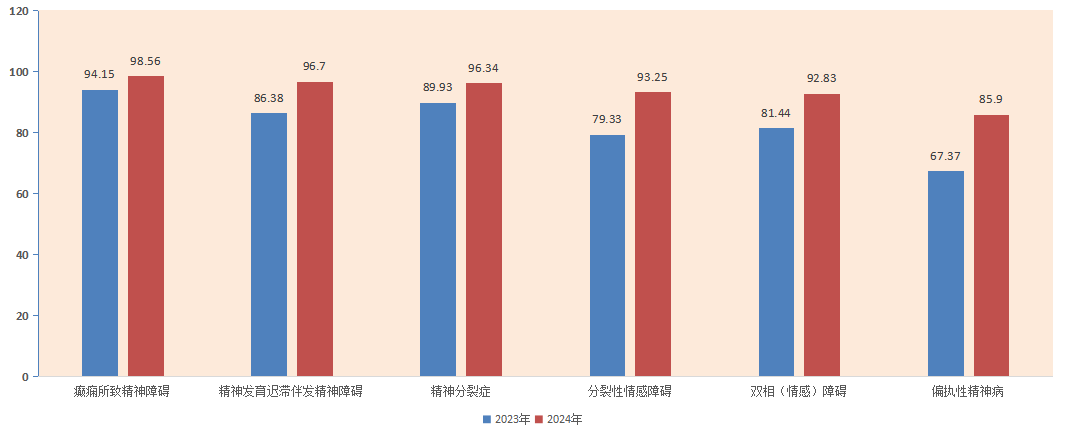 120
100
80
60
40
20
0
94.15
98.56
86.38
96.7
89.93
96.34
79.33
93.25
81.44
92.83
67.37
85.9
癫痫所致精神障碍
精神发育迟滞伴发精神障碍
精神分裂症
分裂性情感障碍
双相（情感）障碍
偏执性精神病
2023年 2024年